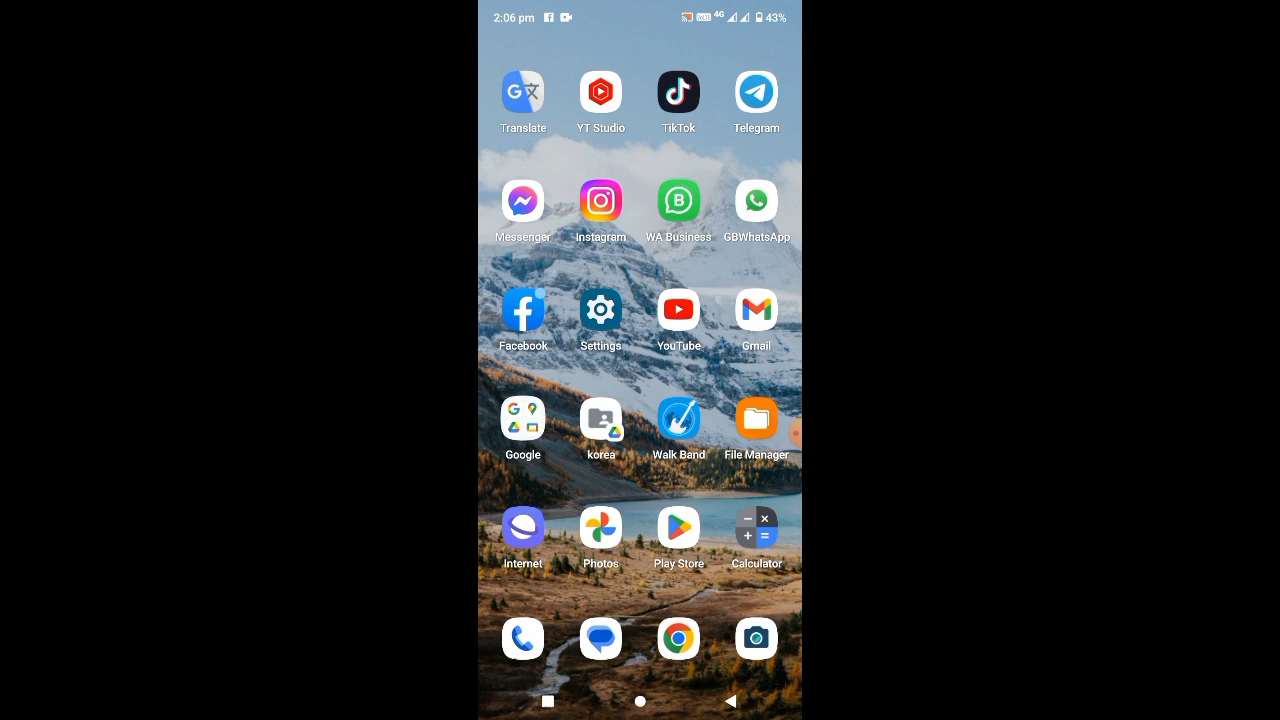 2:06 pm 4G 43%
Translate YT Studio TikTok Telegram
Messenger Instagram WA Business GBWhatsApp
Facebook Settings YouTube Gmail
Google korea Walk Band File Manager
Internet Photos Play Store Calculator